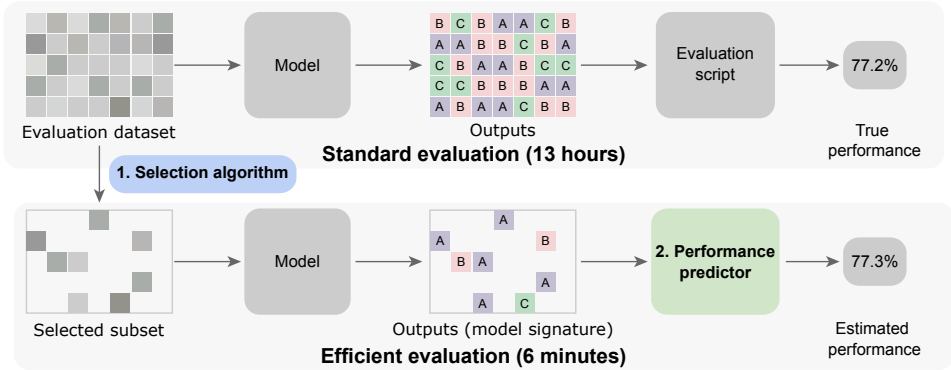 B C B A A C B
A A B B C B A
Model
Evaluation
script
77.2%
C B A A B C C
C C B B B A A
A B A A C B B
Evaluation dataset
Outputs
True
performance
Standard evaluation (13 hours)
1. Selection algorithm
A
A B
B A
Model
2. Performance
predictor
77.3%
A
A C
Selected subset
Outputs (model signature)
Estimated
performance
Efficient evaluation (6 minutes)